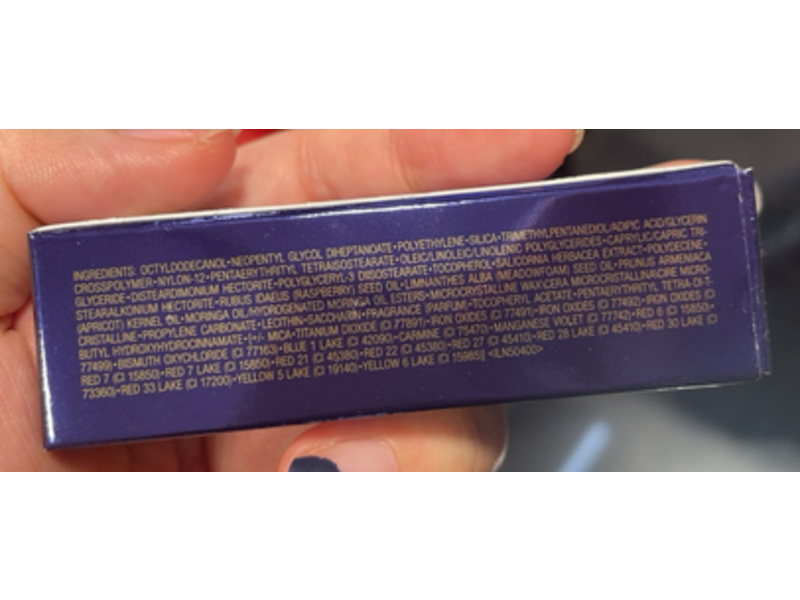 INGREDIENTS: OCTYLDODECANOL•NEOPENTYL GLYCOL DIHEPTANOATE•POLYETHYLENE•SILICA•TRIMETHYLPENTANEDIOL/ADIPIC ACID/GLYCERIN
CROSSPOLYMER•NYLON-12•PENTAERYTHRITYL TETRAISOSTEARATE•OLEIC/LINOLEIC/LINOLENIC POLYGLYCERIDES•CAPRYLIC/CAPRIC TRI-
GLYCERIDE•DISTEARDIMONIUM HECTORITE•POLYGLYCERYL-3 DIISOSTEARATE•TOCOPHEROL•SALICORNIA HERBACEA EXTRACT•POLYDECENE•
STEARALKONIUM HECTORITE•RUBUS IDAEUS (RASPBERRY) SEED OIL•LIMNANTHES ALBA (MEADOWFOAM) SEED OIL•PRUNUS ARMENIACA
(APRICOT) KERNEL OIL•MORINGA OIL/HYDROGENATED MORINGA OIL ESTERS•MICROCRYSTALLINE WAX/CERA MICROCRISTALLINA/CIRE MICRO-
CRISTALLINE•PROPYLENE CARBONATE•LECITHIN•SACCHARIN•FRAGRANCE (PARFUM)•TOCOPHERYL ACETATE•PENTAERYTHRITYL TETRA-DI-T-
BUTYL HYDROXYHYDROCINNAMATE•[+/- MICA•TITANIUM DIOXIDE (CI 77891)•IRON OXIDES (CI 77491)•IRON OXIDES (CI 77492)•IRON OXIDES (CI
77499)•BISMUTH OXYCHLORIDE (CI 77163)•BLUE 1 LAKE (CI 42090)•CARMINE (CI 75470)•MANGANESE VIOLET (CI 77742)•RED 6 (CI 15850)•
RED 7 (CI 15850)•RED 7 LAKE (CI 15850)•RED 21 (CI 45380)•RED 22 (CI 45380)•RED 27 (CI 45410)•RED 28 LAKE (CI 45410)•RED 30 LAKE (CI
73360)•RED 33 LAKE (CI 17200)•YELLOW 5 LAKE (CI 19140)•YELLOW 6 LAKE (CI 15985)] <ILN5040>